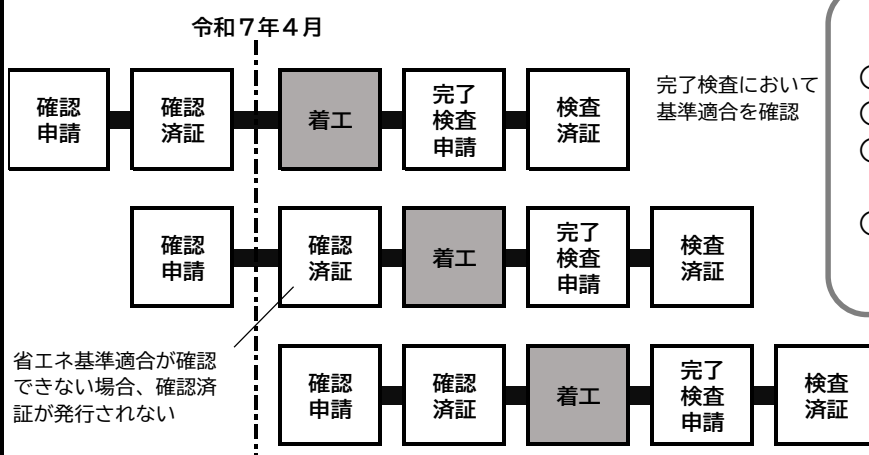 令和７年４月
確認
申請
確認
済証
着工
完了
検査
申請
検査
済証
完了検査において
基準適合を確認
確認
申請
確認
済証
着工
完了
検査
申請
検査
済証
省エネ基準適合が確認
できない場合、確認済
証が発行されない
確認
申請
確認
済証
着工
完了
検査
申請
検査
済証